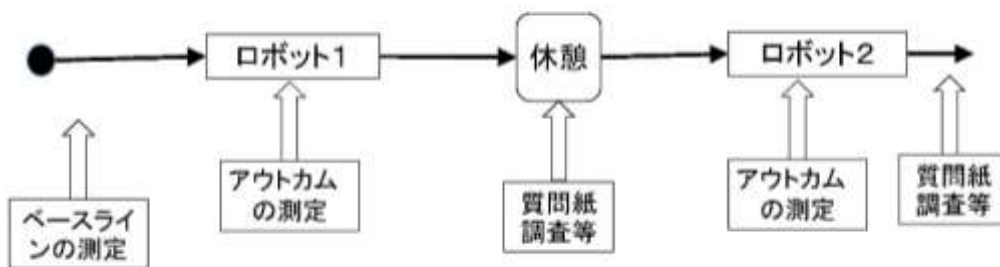 ロボット1
休憩
ロボット2
ベースライ
ンの測定
アウトカム
の測定
質問紙
調査等
アウトカム
の測定
質問紙
調査等